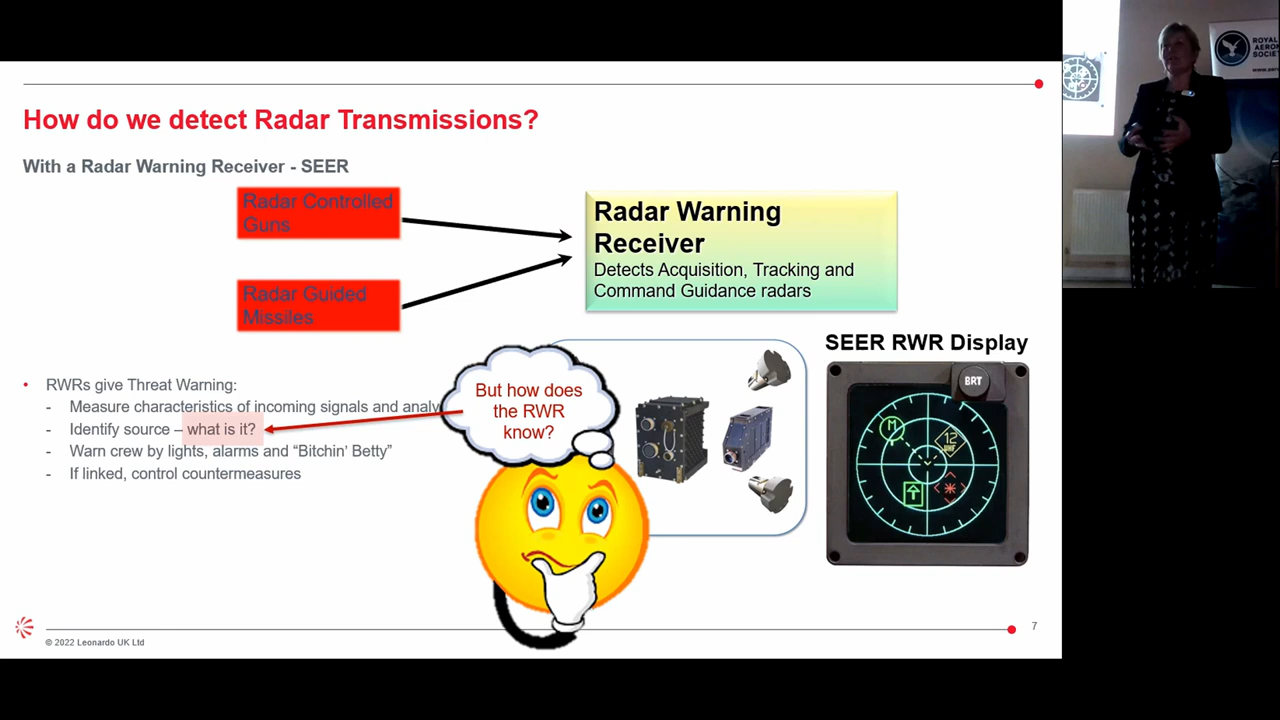 How do we detect Radar Transmissions?
With a Radar Warning Receiver - SEER
Radar Controlled
Guns
Radar Guided
Missiles
Radar Warning
Receiver
Detects Acquisition, Tracking and
Command Guidance radars
SEER RWR Display
BRT
M
12
• RWRs give Threat Warning:
- Measure characteristics of incoming signals and analy
- Identify source – what is it?
- Warn crew by lights, alarms and “Bitchin’ Betty”
- If linked, control countermeasures
But how does
the RWR
know?
© 2022 Leonardo UK Ltd
7
ROYAL
AERO
SOCIET